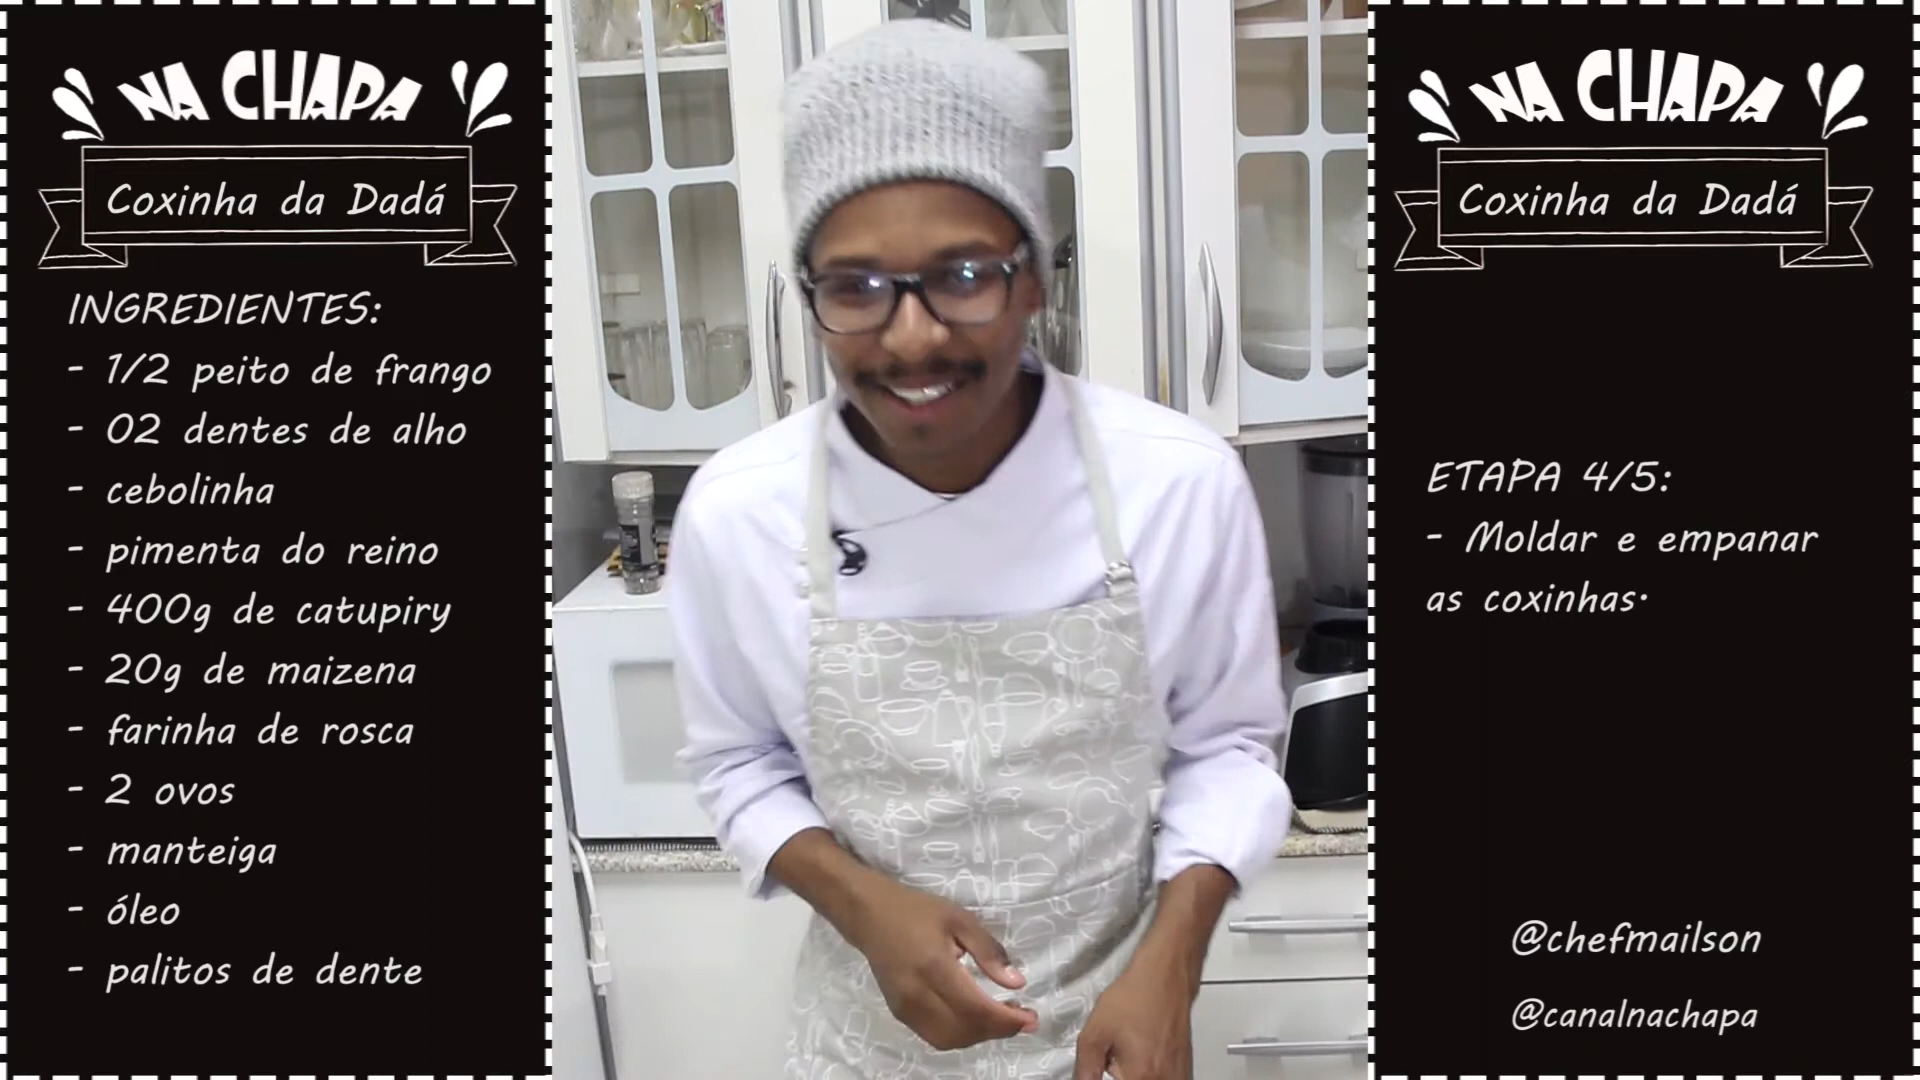 NA CHAPA
Coxinha da Dadá
INGREDIENTES:
- 1/2 peito de frango
- 02 dentes de alho
- cebolinha
- pimenta do reino
- 400g de catupiry
- 20g de maizena
- farinha de rosca
- 2 ovos
- manteiga
- óleo
- palitos de dente
NA CHAPA
Coxinha da Dadá
ETAPA 4/5:
- Moldar e empanar
as coxinhas.
@chefmailson
@canalnachapa